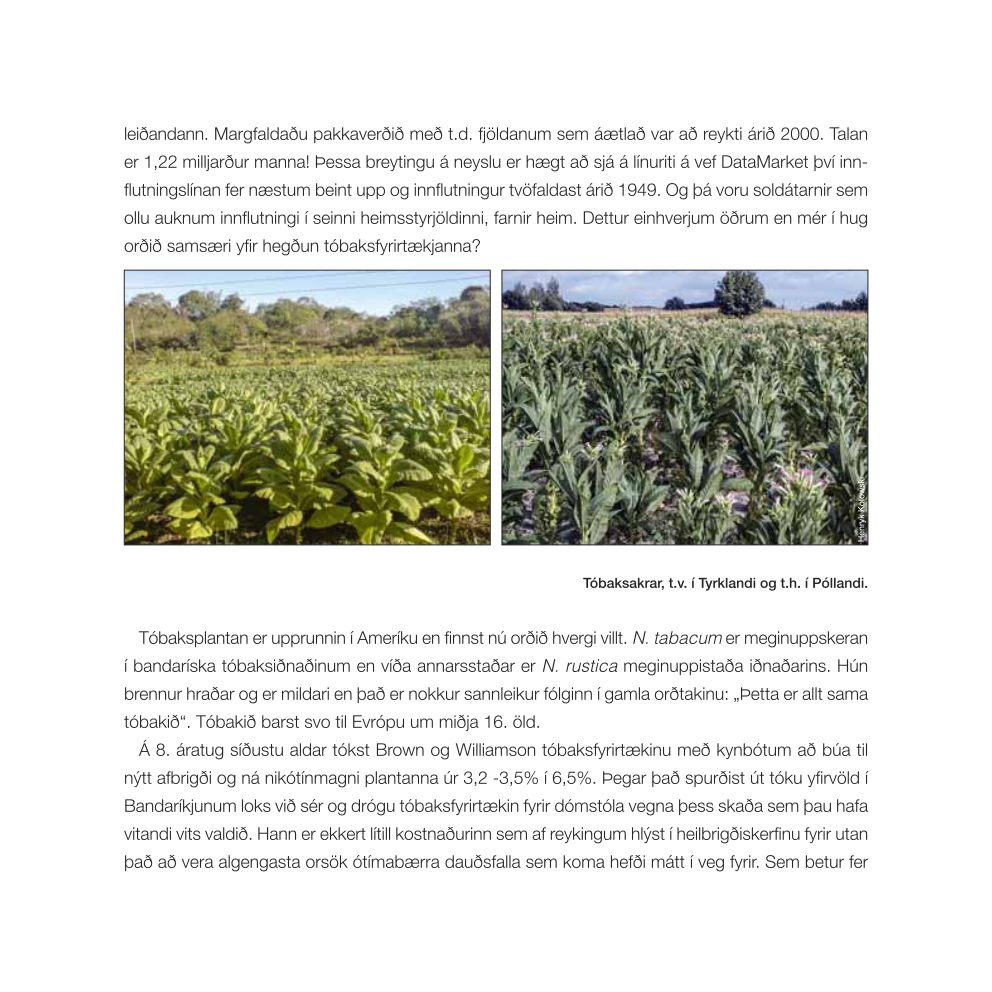 leiðandann. Margfaldaðu pakkaverðið með t.d. fjöldanum sem áætlað var að reykti árið 2000. Talan
er 1,22 milljarður manna! Þessa breytingu á neyslu er hægt að sjá á línuriti á vef DataMarket því inn-
flutningslínan fer næstum beint upp og innflutningur tvöfaldast árið 1949. Og þá voru soldátarnir sem
ollu auknum innflutningi í seinni heimsstyrjöldinni, farnir heim. Dettur einhverjum öðrum en mér í hug
orðið samsæri yfir hegðun tóbaksfyrirtækjanna?
Henryk Kotowski
Tóbaksakrar, t.v. í Tyrklandi og t.h. í Póllandi.
Tóbaksplantan er upprunnin í Ameríku en finnst nú orðið hvergi villt. N. tabacum er meginuppskeran
í bandaríska tóbaksiðnaðinum en víða annarsstaðar er N. rustica meginuppistaða iðnaðarins. Hún
brennur hraðar og er mildari en það er nokkur sannleikur fólginn í gamla orðtakinu: „Þetta er allt sama
tóbakið“. Tóbakið barst svo til Evrópu um miðja 16. öld.
Á 8. áratug síðustu aldar tókst Brown og Williamson tóbaksfyrirtækinu með kynbótum að búa til
nýtt afbrigði og ná nikótínmagni plantanna úr 3,2 -3,5% í 6,5%. Þegar það spurðist út tóku yfirvöld í
Bandaríkjunum loks við sér og drógu tóbaksfyrirtækin fyrir dómstóla vegna þess skaða sem þau hafa
vitandi vits valdið. Hann er ekkert lítill kostnaðurinn sem af reykingum hlýst í heilbrigðiskerfinu fyrir utan
það að vera algengasta orsök ótímabærra dauðsfalla sem koma hefði mátt í veg fyrir. Sem betur fer